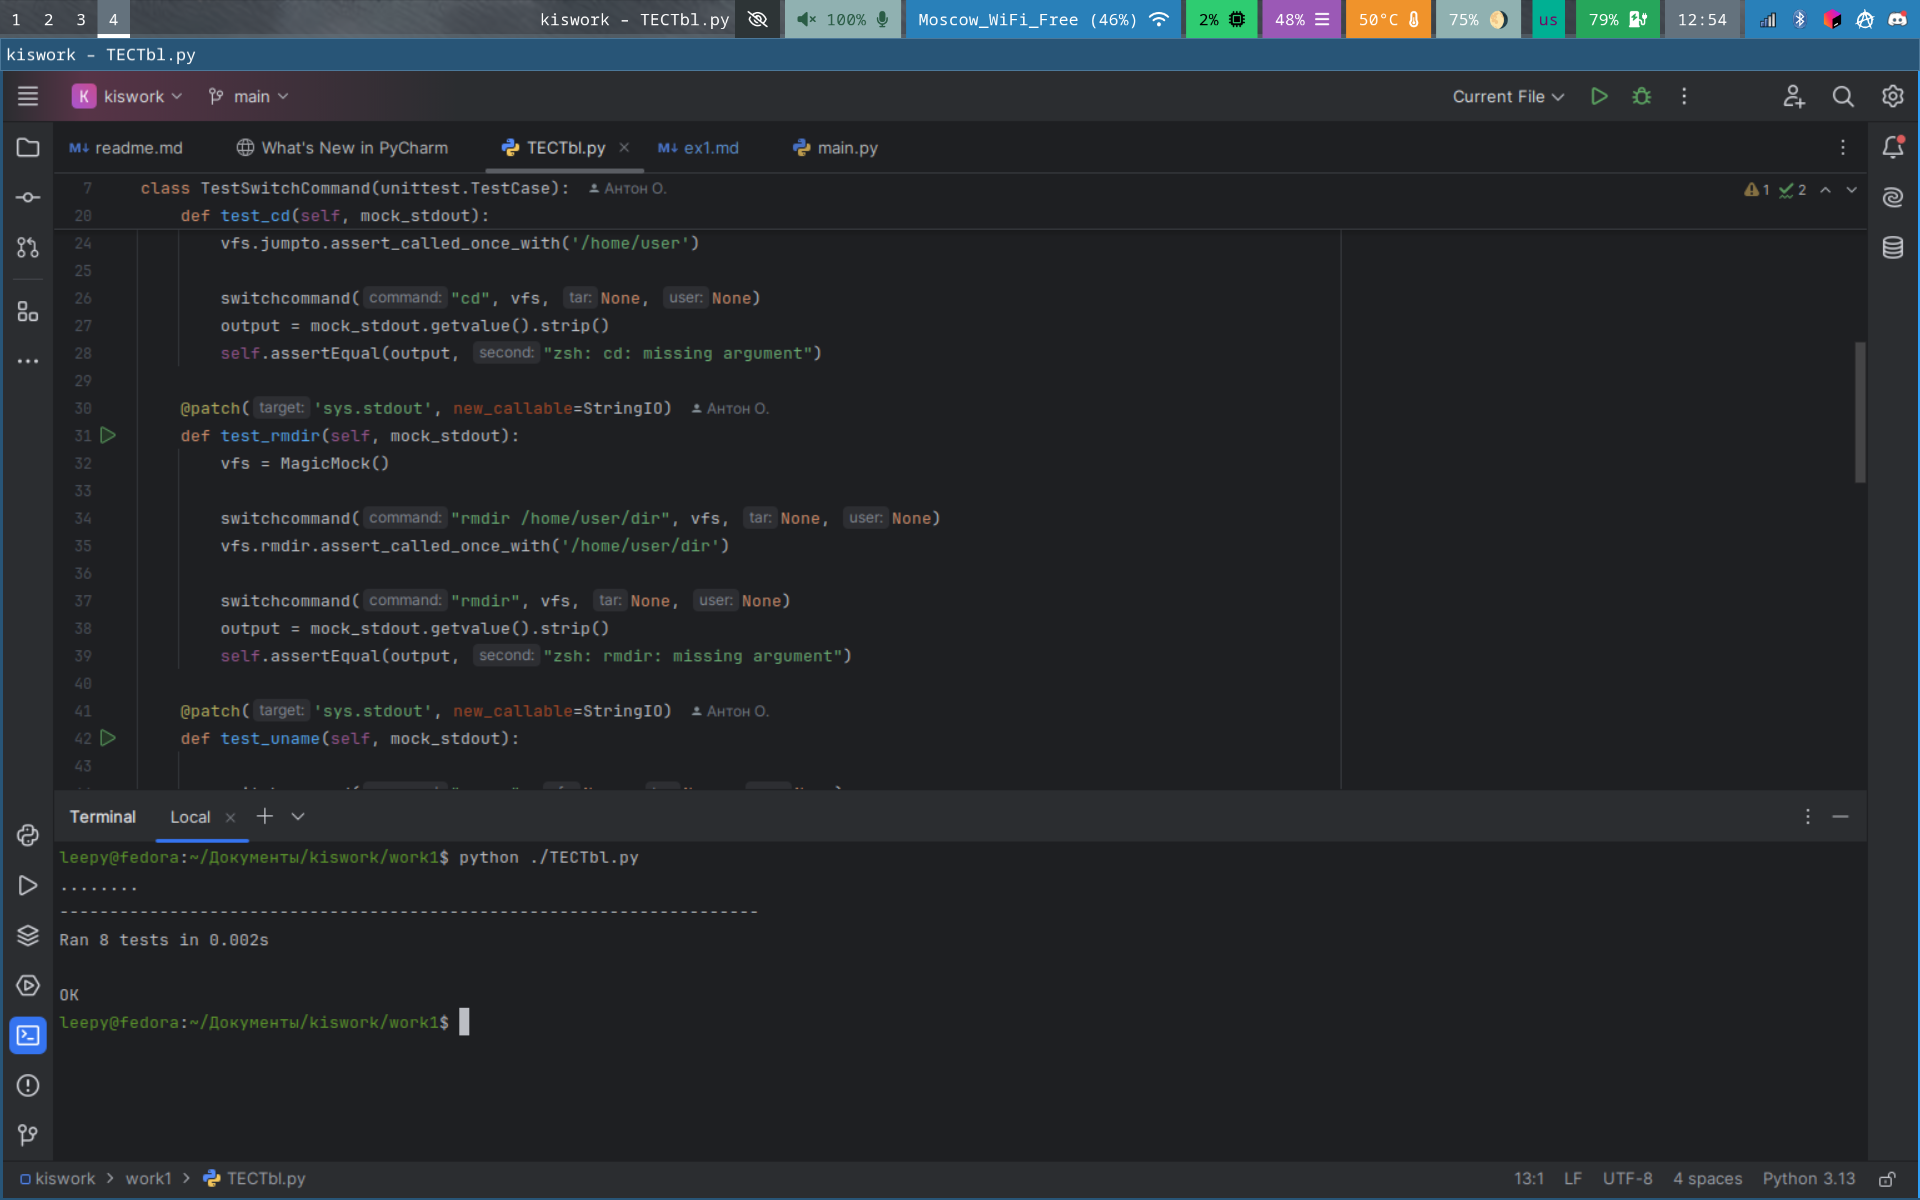 1 2 3 4 kiswork – TECTbl.py 100% Moscow_WiFi_Free (46%) 2% 48% 50°C 75% us 79% 12:54
kiswork – TECTbl.py
K kiswork main Current File
readme.md What's New in PyCharm TECTbl.py ex1.md main.py
7 class TestSwitchCommand(unittest.TestCase): Антон О. 1 2
20 def test_cd(self, mock_stdout):
24 vfs.jumpto.assert_called_once_with('/home/user')
25
26 switchcommand( command: "cd", vfs, tar: None, user: None)
27 output = mock_stdout.getvalue().strip()
28 self.assertEqual(output, second: "zsh: cd: missing argument")
29
30 @patch( target: 'sys.stdout', new_callable=StringIO) Антон О.
31 def test_rmdir(self, mock_stdout):
32 vfs = MagicMock()
33
34 switchcommand( command: "rmdir /home/user/dir", vfs, tar: None, user: None)
35 vfs.rmdir.assert_called_once_with('/home/user/dir')
36
37 switchcommand( command: "rmdir", vfs, tar: None, user: None)
38 output = mock_stdout.getvalue().strip()
39 self.assertEqual(output, second: "zsh: rmdir: missing argument")
40
41 @patch( target: 'sys.stdout', new_callable=StringIO) Антон О.
42 def test_uname(self, mock_stdout):
43
Terminal Local
leepy@fedora:~/Документы/kiswork/work1$ python ./TECTbl.py
........
----------------------------------------------------------------------
Ran 8 tests in 0.002s
OK
leepy@fedora:~/Документы/kiswork/work1$
kiswork > work1 > TECTbl.py 13:1 LF UTF-8 4 spaces Python 3.13